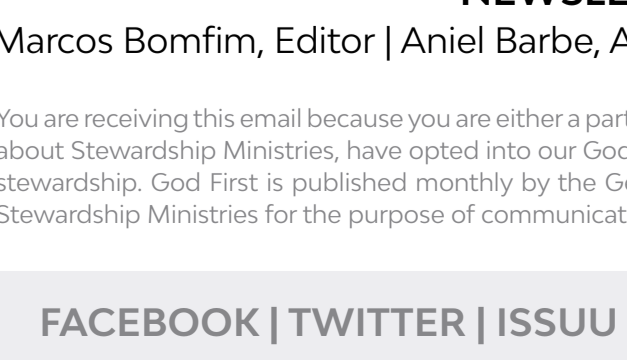 NEWSLE
Marcos Bomfim, Editor | Aniel Barbe, A
You are receiving this email because you are either a part
about Stewardship Ministries, have opted into our God
stewardship. God First is published monthly by the Ge
Stewardship Ministries for the purpose of communicat
FACEBOOK | TWITTER | ISSUU